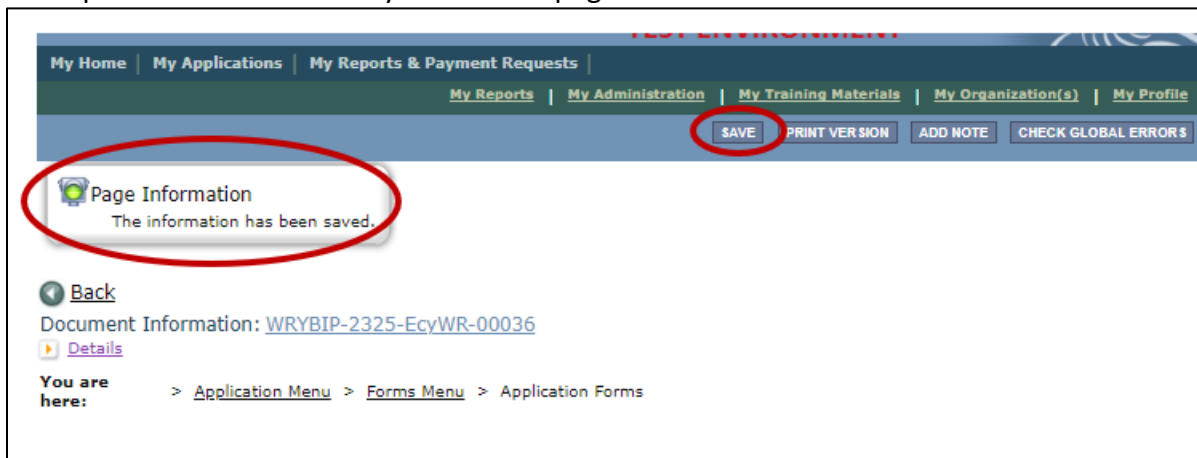 TEST ENVIRONMENT
My Home | My Applications | My Reports & Payment Requests |
My Reports | My Administration | My Training Materials | My Organization(s) | My Profile
SAVE PRINT VERSION ADD NOTE CHECK GLOBAL ERRORS
Page Information
The information has been saved.
Back
Document Information: WRYBIP-2325-EcyWR-00036
Details
You are
here: > Application Menu > Forms Menu > Application Forms